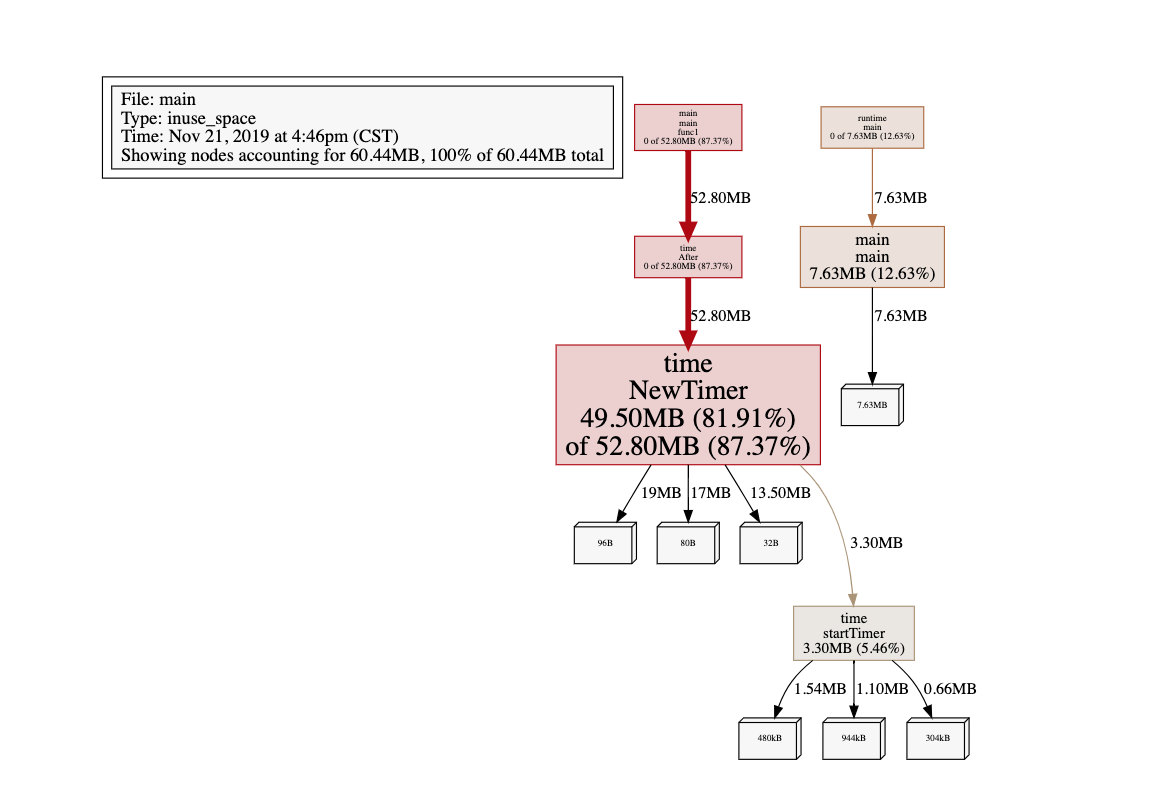 File: main
Type: inuse_space
Time: Nov 21, 2019 at 4:46pm (CST)
Showing nodes accounting for 60.44MB, 100% of 60.44MB total
main
main
func1
0 of 52.80MB (87.37%)
runtime
main
0 of 7.63MB (12.63%)
52.80MB
7.63MB
time
After
0 of 52.80MB (87.37%)
main
main
7.63MB (12.63%)
52.80MB
7.63MB
time
NewTimer
49.50MB (81.91%)
of 52.80MB (87.37%)
7.63MB
19MB
17MB
13.50MB
3.30MB
96B
80B
32B
time
startTimer
3.30MB (5.46%)
1.54MB
1.10MB
0.66MB
480kB
944kB
304kB